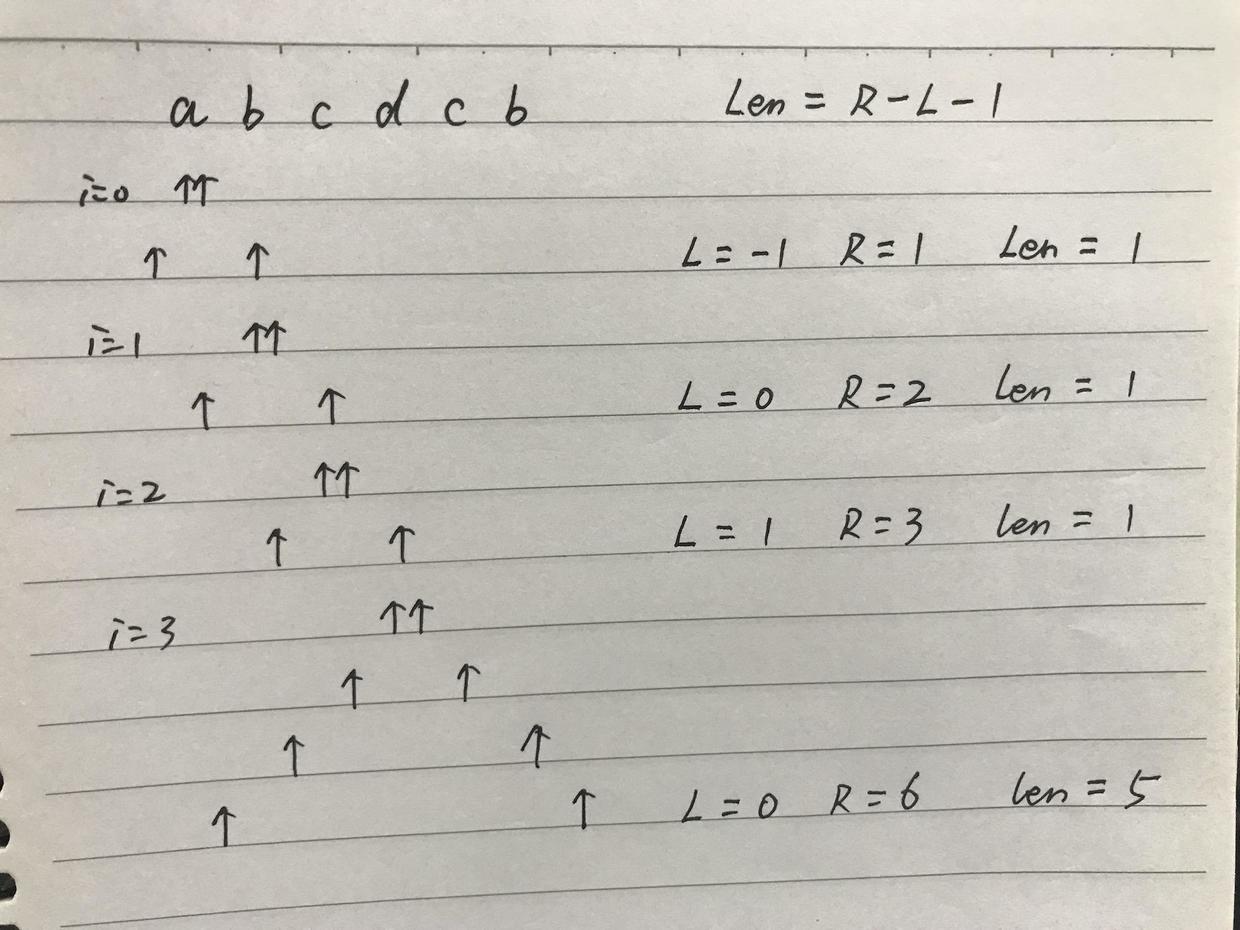 a b c d c b Len = R-L-1
i=0 ↑↑
↑ ↑ L=-1 R=1 Len = 1
i=1 ↑↑
↑ ↑ L=0 R=2 len = 1
i=2 ↑↑
↑ ↑ L=1 R=3 len = 1
i=3 ↑↑
↑ ↑
↑ ↑
↑ ↑ L=0 R=6 len = 5